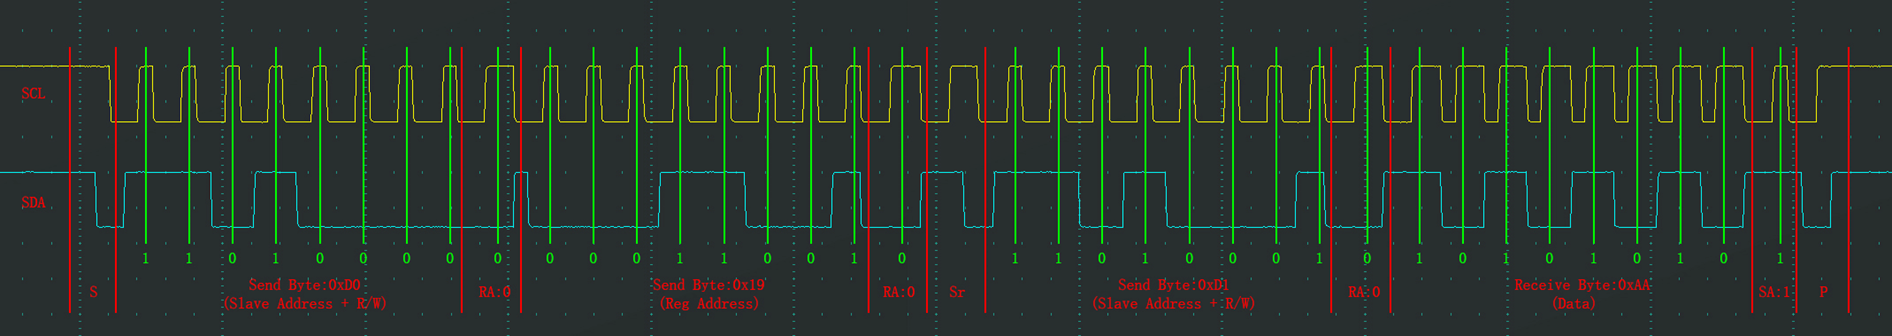 SCL
SDA
1 1 0 1 0 0 0 0 0 0 0 0 1 1 0 0 1 0 1 1 0 1 0 0 0 1 0 1 0 1 0 1 0 1 0 1
S
Send Byte:0xD0
(Slave Address + R/W)
RA:0
Send Byte:0x19
(Reg Address)
RA:0
Sr
Send Byte:0xD1
(Slave Address + R/W)
RA:0
Receive Byte:0xAA
(Data)
SA:1
P